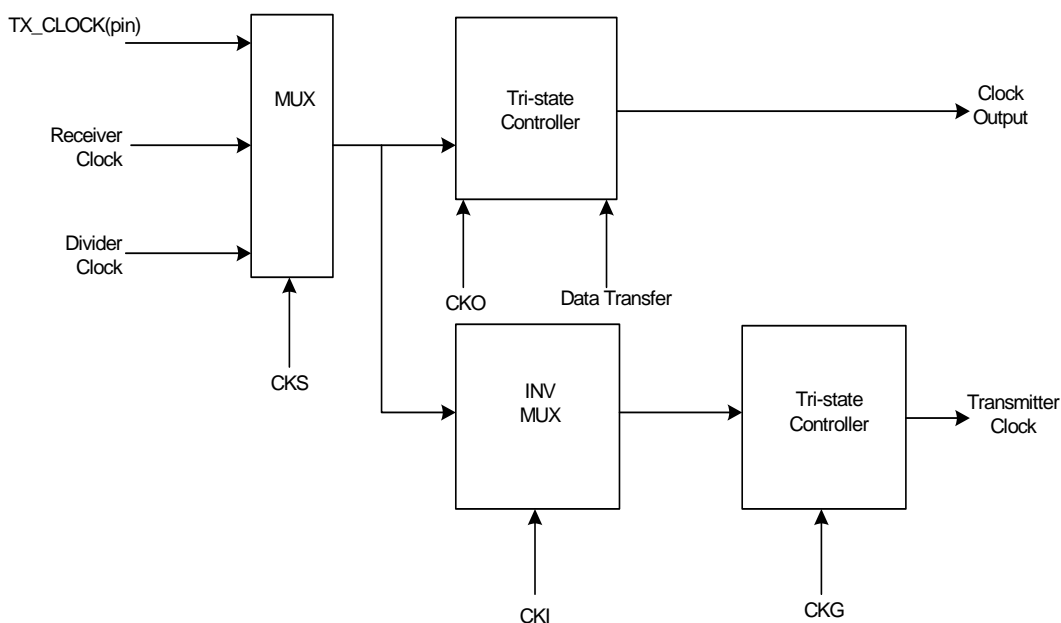 TX_CLOCK(pin)
MUX
Receiver
Clock
Divider
Clock
CKS
Tri-state
Controller
Clock
Output
CKO
Data Transfer
INV
MUX
Tri-state
Controller
Transmitter
Clock
CKI
CKG